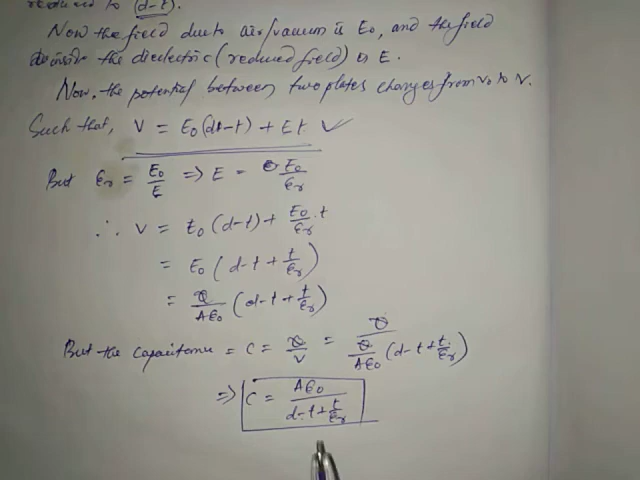 reduced to (d-t).
Now the field due to air/vacuum is E₀, and the field
inside the dielectric (reduced field) is E.
Now, the potential between two plates changes from V₀ to V.
Such that, V = E₀(d-t) + Et ✓
But εr = E₀/E ⇒ E = E₀/εr
∴ V = E₀(d-t) + E₀/εr . t
= E₀(d-t + t/εr)
= Q/Aε₀ (d-t + t/εr)
But the capacitance = C = Q/V = Q/(Q/Aε₀ (d-t + t/εr))
⇒ C = Aε₀/(d-t + t/εr)